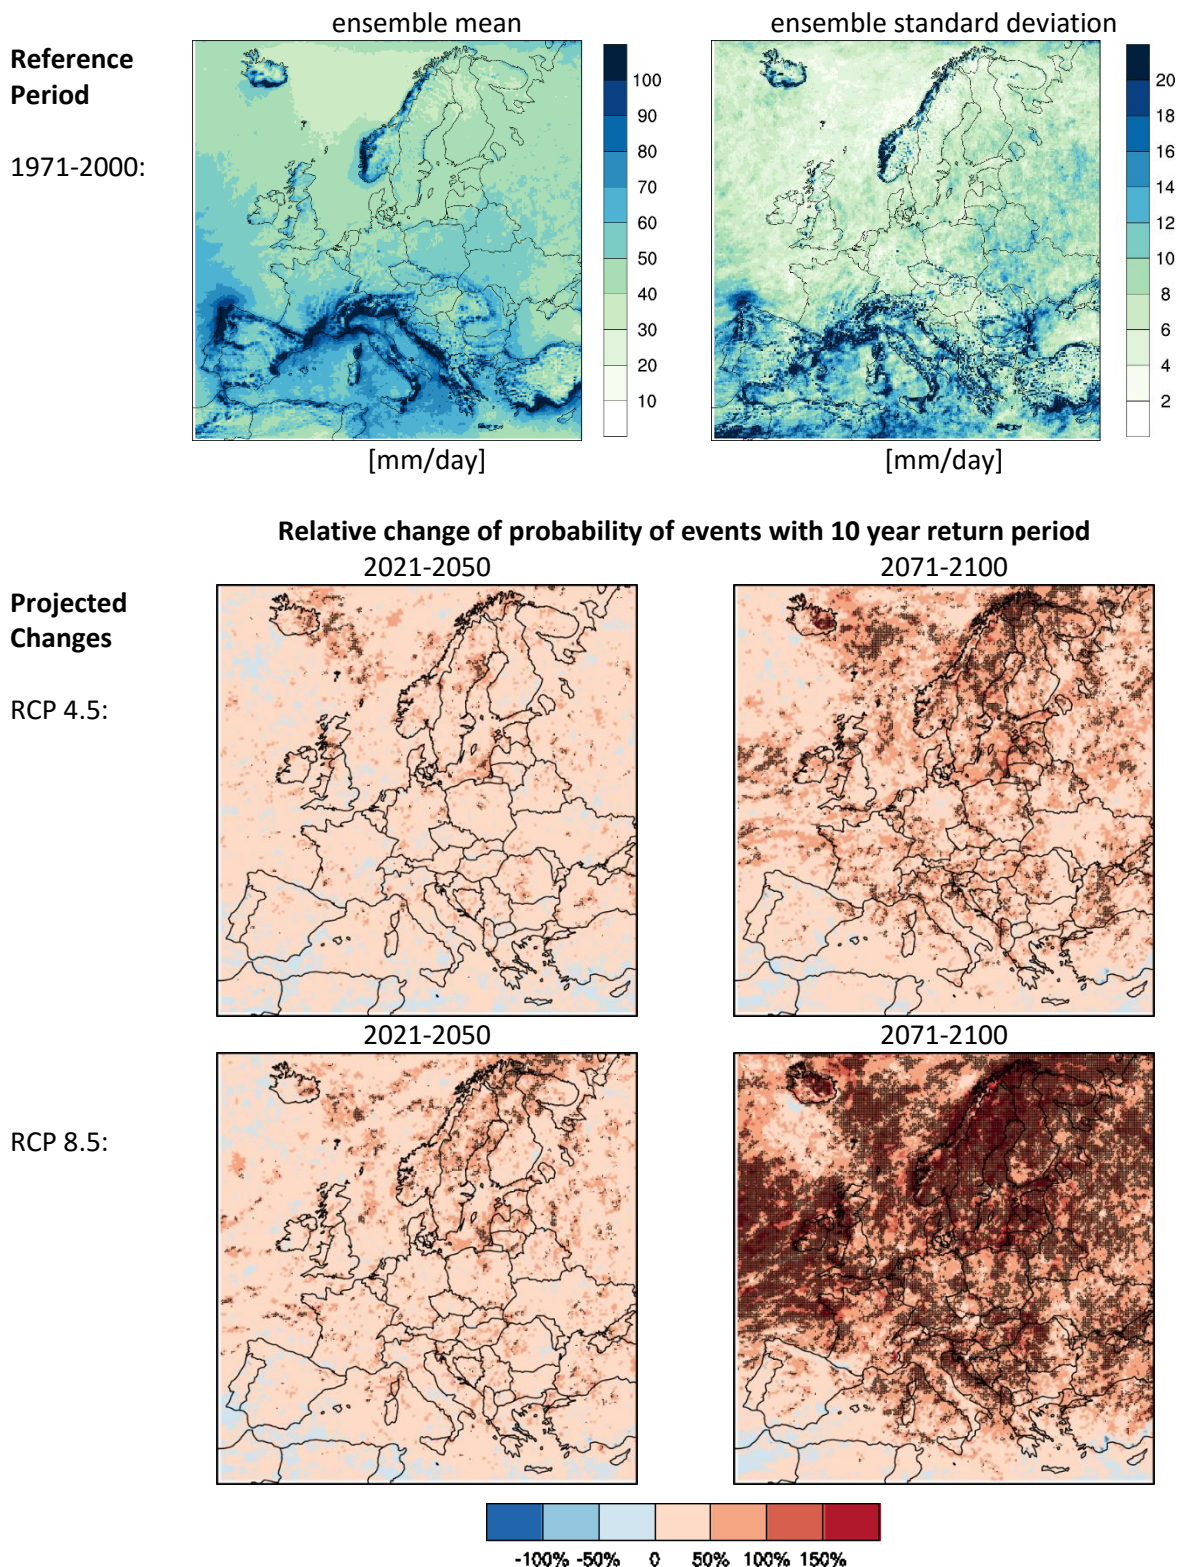 ensemble mean
ensemble standard deviation
Reference
Period
1971-2000:
100
90
80
70
60
50
40
30
20
10
20
18
16
14
12
10
8
6
4
2
[mm/day]
[mm/day]
Relative change of probability of events with 10 year return period
2021-2050
2071-2100
Projected
Changes
RCP 4.5:
2021-2050
2071-2100
RCP 8.5:
-100% -50% 0 50% 100% 150%